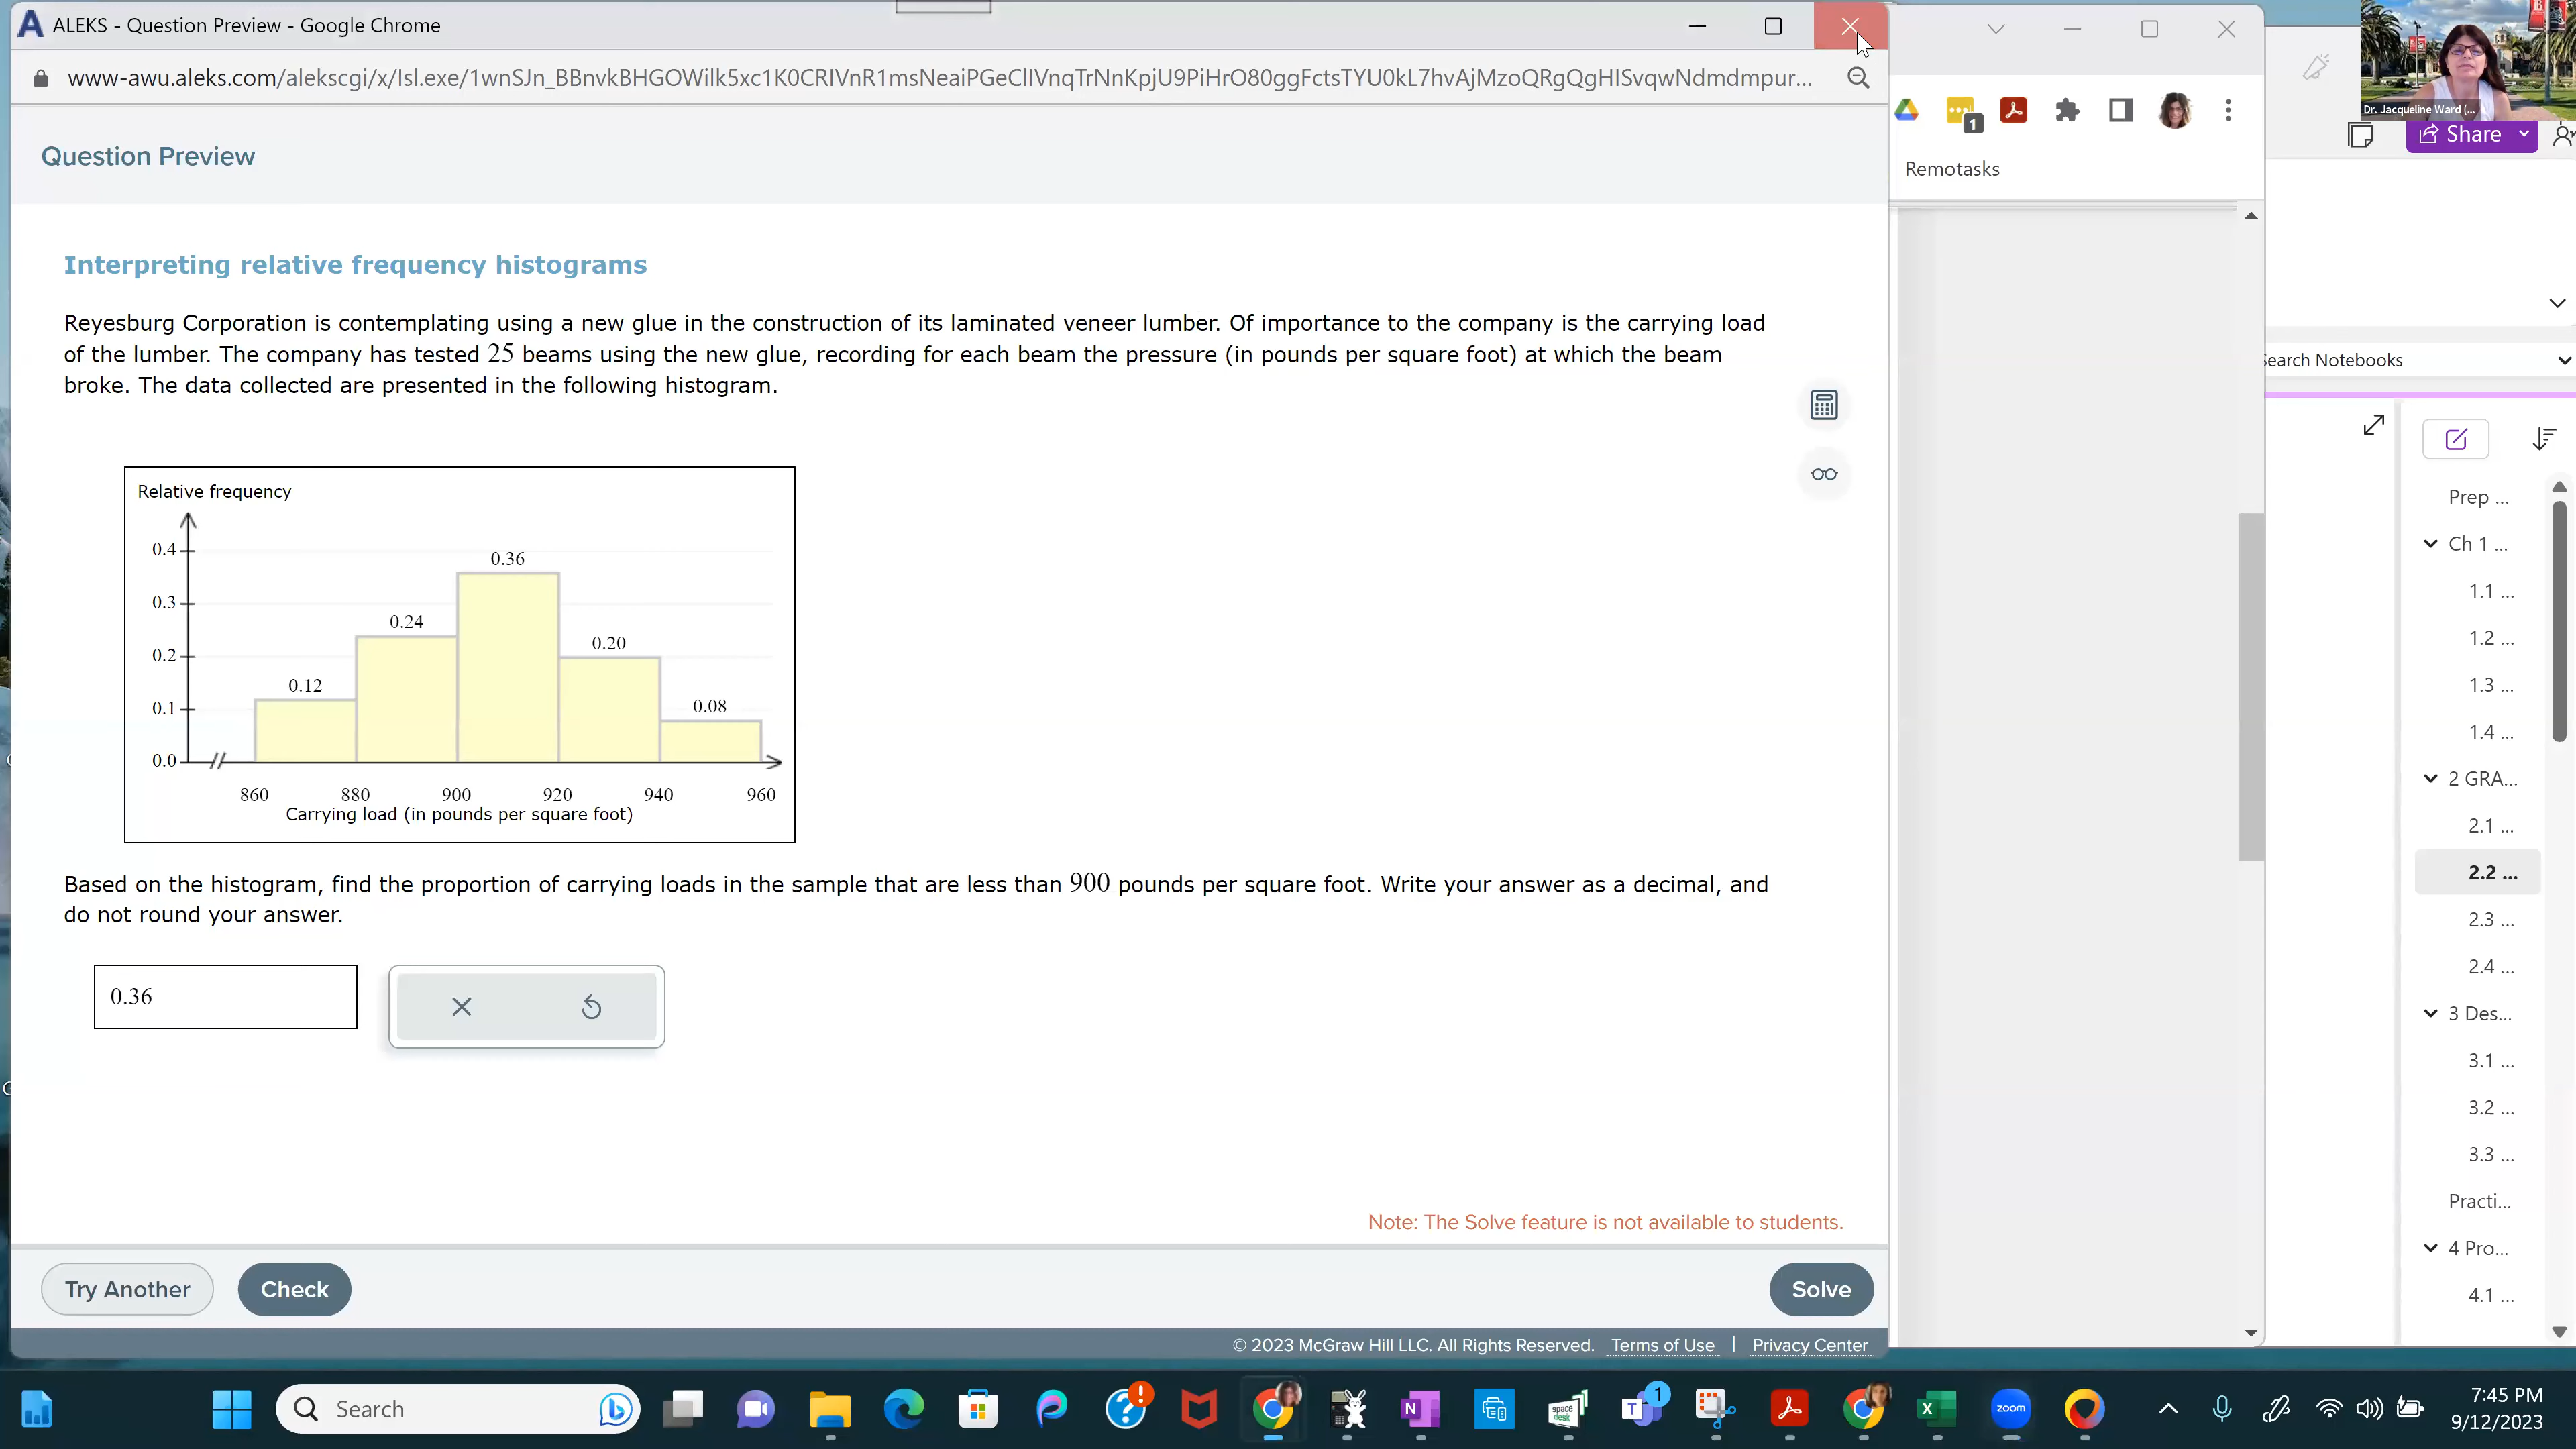 ALEKS - Question Preview - Google Chrome
Dr. Jacqueline Ward (...
Share
Question Preview
Remotasks
Interpreting relative frequency histograms
Reyesburg Corporation is contemplating using a new glue in the construction of its laminated veneer lumber. Of importance to the company is the carrying load
of the lumber. The company has tested 25 beams using the new glue, recording for each beam the pressure (in pounds per square foot) at which the beam
broke. The data collected are presented in the following histogram.
Search Notebooks
Relative frequency
0.4
0.3
0.2
0.1
0.0
0.12
0.24
0.36
0.20
0.08
860 880 900 920 940 960
Carrying load (in pounds per square foot)
Based on the histogram, find the proportion of carrying loads in the sample that are less than 900 pounds per square foot. Write your answer as a decimal, and
do not round your answer.
0.36
Note: The Solve feature is not available to students.
Try Another
Check
Solve
© 2023 McGraw Hill LLC. All Rights Reserved. Terms of Use | Privacy Center
Prep ...
Ch 1 ...
1.1 ...
1.2 ...
1.3 ...
1.4 ...
2 GRA...
2.1 ...
2.2 ...
2.3 ...
2.4 ...
3 Des...
3.1 ...
3.2 ...
3.3 ...
Practi...
4 Pro...
4.1 ...
Search
space desk
1
zoom
7:45 PM
9/12/2023